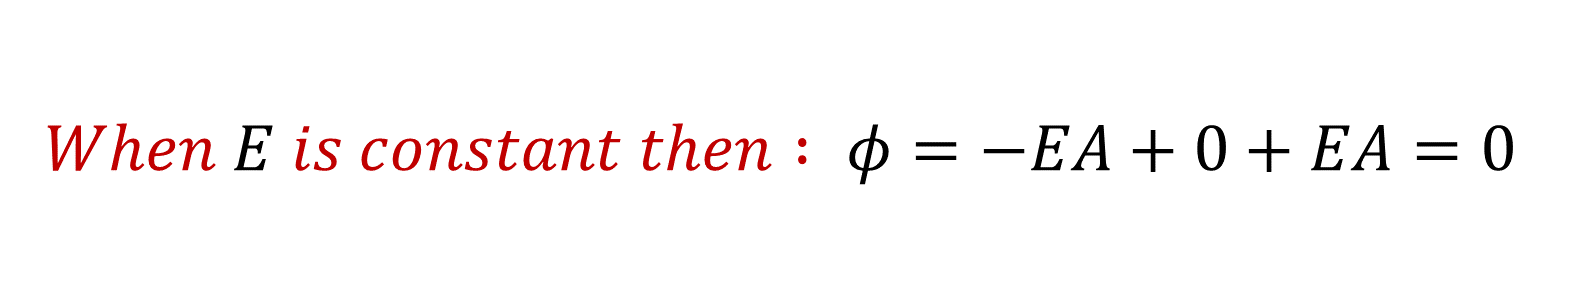 When E is constant then : ϕ = −EA + 0 + EA = 0